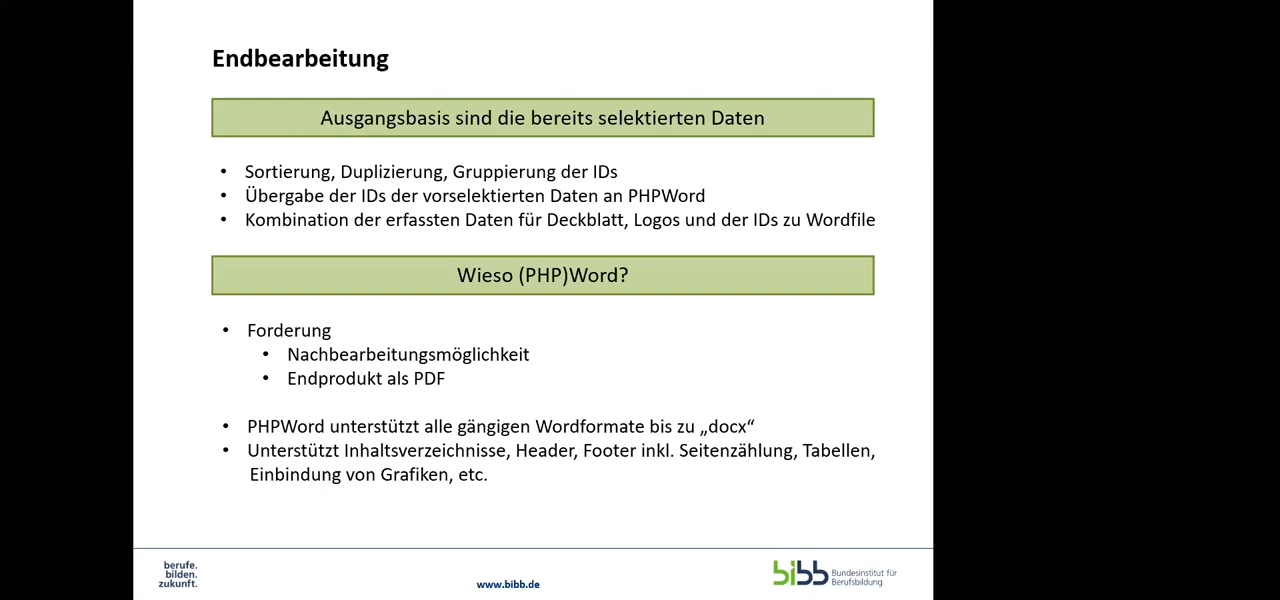 Endbearbeitung
Ausgangsbasis sind die bereits selektierten Daten
• Sortierung, Duplizierung, Gruppierung der IDs
• Übergabe der IDs der vorselektierten Daten an PHPWord
• Kombination der erfassten Daten für Deckblatt, Logos und der IDs zu Wordfile
Wieso (PHP)Word?
• Forderung
• Nachbearbeitungsmöglichkeit
• Endprodukt als PDF
• PHPWord unterstützt alle gängigen Wordformate bis zu „docx“
• Unterstützt Inhaltsverzeichnisse, Header, Footer inkl. Seitenzählung, Tabellen,
Einbindung von Grafiken, etc.
berufe.
bilden.
zukunft.
www.bibb.de
bibb
Bundesinstitut für
Berufsbildung